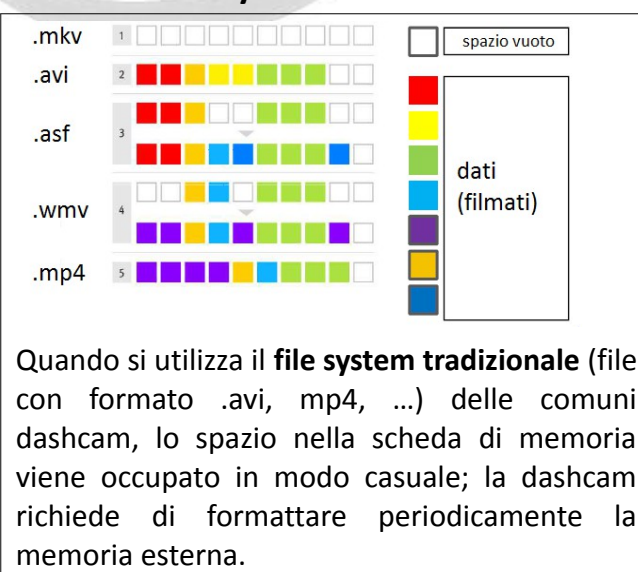 .mkv 1
spazio vuoto
.avi 2
.asf 3
dati
(filmati)
.wmv 4
.mp4 5
Quando si utilizza il file system tradizionale (file
con formato .avi, mp4, …) delle comuni
dashcam, lo spazio nella scheda di memoria
viene occupato in modo casuale; la dashcam
richiede di formattare periodicamente la
memoria esterna.